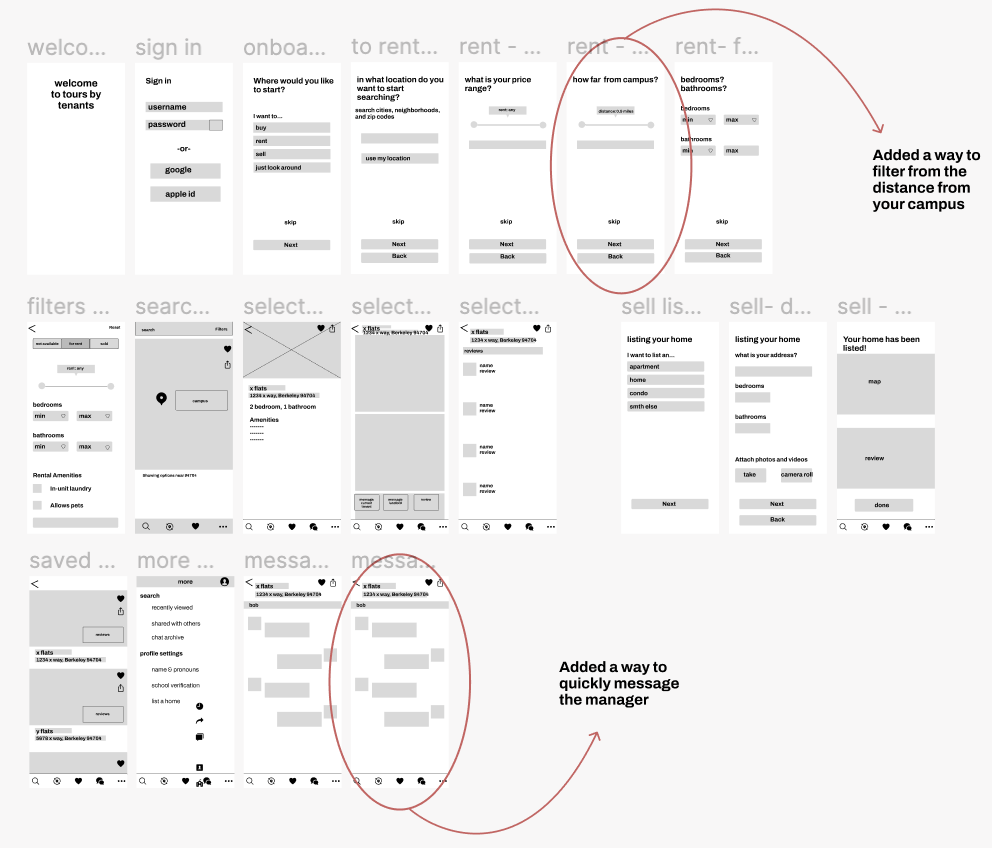 welco...
sign in
onboa...
to rent...
rent - ...
rent - ...
rent- f...
welcome
to tours by
tenants
Sign in
username
password
-or-
google
apple id
Where would you like
to start?
I want to...
buy
rent
sell
just look around
skip
Next
in what location do you
want to start
searching?
search cities, neighborhoods,
and zip codes
use my location
skip
Next
Back
what is your price
range?
rent: any
skip
Next
Back
how far from campus?
distance: 0.5 miles
skip
Next
Back
bedrooms?
bathrooms?
bedrooms
min
max
bathrooms
min
max
skip
Next
Back
Added a way to
filter from the
distance from
your campus
filters ...
searc...
select...
select...
select...
sell lis...
sell- d...
sell - ...
Reset
not available
for rent
sold
rent: any
bedrooms
min
max
bathrooms
min
max
Rental Amenities
In-unit laundry
Allows pets
search
Filters
campus
Showing options near 94704
x flats
1234 x way, Berkeley 94704
2 bedroom, 1 bathroom
Amenities
-------
-------
-------
x flats
1234 x way, Berkeley 94704
message
current
tenant
message
landlord
review
x flats
1234 x way, Berkeley 94704
reviews
name
review
name
review
name
review
name
review
listing your home
I want to list an...
apartment
home
condo
smth else
Next
listing your home
what is your address?
bedrooms
bathrooms
Attach photos and videos
take
camera roll
Next
Back
Your home has been
listed!
map
review
done
saved ...
more ...
messa...
messa...
reviews
x flats
1234 x way, Berkeley 94704
reviews
y flats
5678 x way, Berkeley 94704
more
search
recently viewed
shared with others
chat archive
profile settings
name & pronouns
school verification
list a home
x flats
1234 x way, Berkeley 94704
bob
x flats
1234 x way, Berkeley 94704
bob
Added a way to
quickly message
the manager